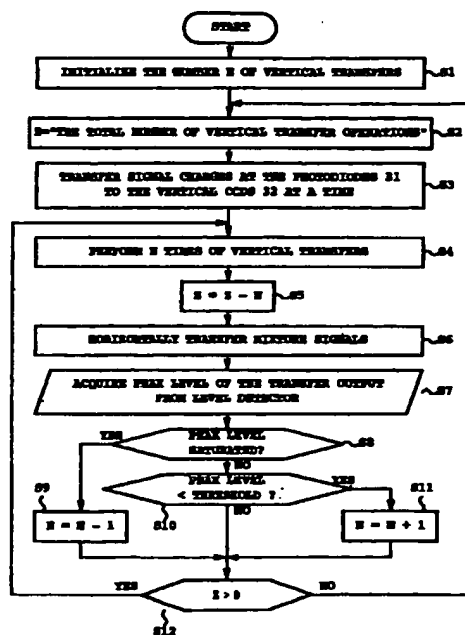 START
INITIALIZE THE NUMBER N OF VERTICAL TRANSFERS
S1
"THE TOTAL NUMBER OF VERTICAL TRANSFER OPERATIONS"
S2
TRANSFER SIGNAL CHARGES AT THE PHOTODIODES 31
TO THE VERTICAL CCDS 32 AT A TIME
S3
PERFORM N TIMES OF VERTICAL TRANSFERS
S4
S5
HORIZONTALLY TRANSFER MIXTURE SIGNALS
S6
ACQUIRE PEAK LEVEL OF THE TRANSFER OUTPUT
FROM LEVEL DETECTOR
S7
YES
PEAK LEVEL
SATURATED?
S8
NO
PEAK LEVEL
< THRESHOLD ?
YES
S9
S10
NO
S11
N = N - 1
N = N + 1
YES
NO
S12